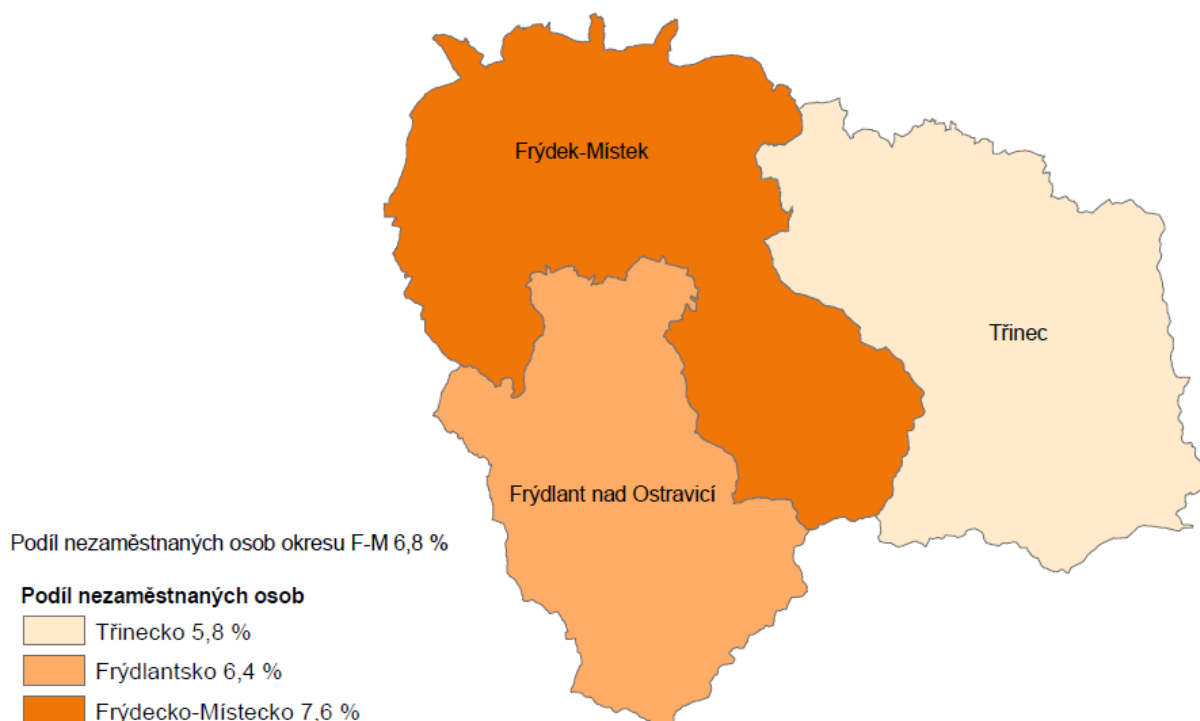 Frýdek-Místek
Třinec
Frýdlant nad Ostravicí
Podíl nezaměstnaných osob okresu F-M 6,8 %
Podíl nezaměstnaných osob
Třinecko 5,8 %
Frýdlantsko 6,4 %
Frýdecko-Místecko 7,6 %